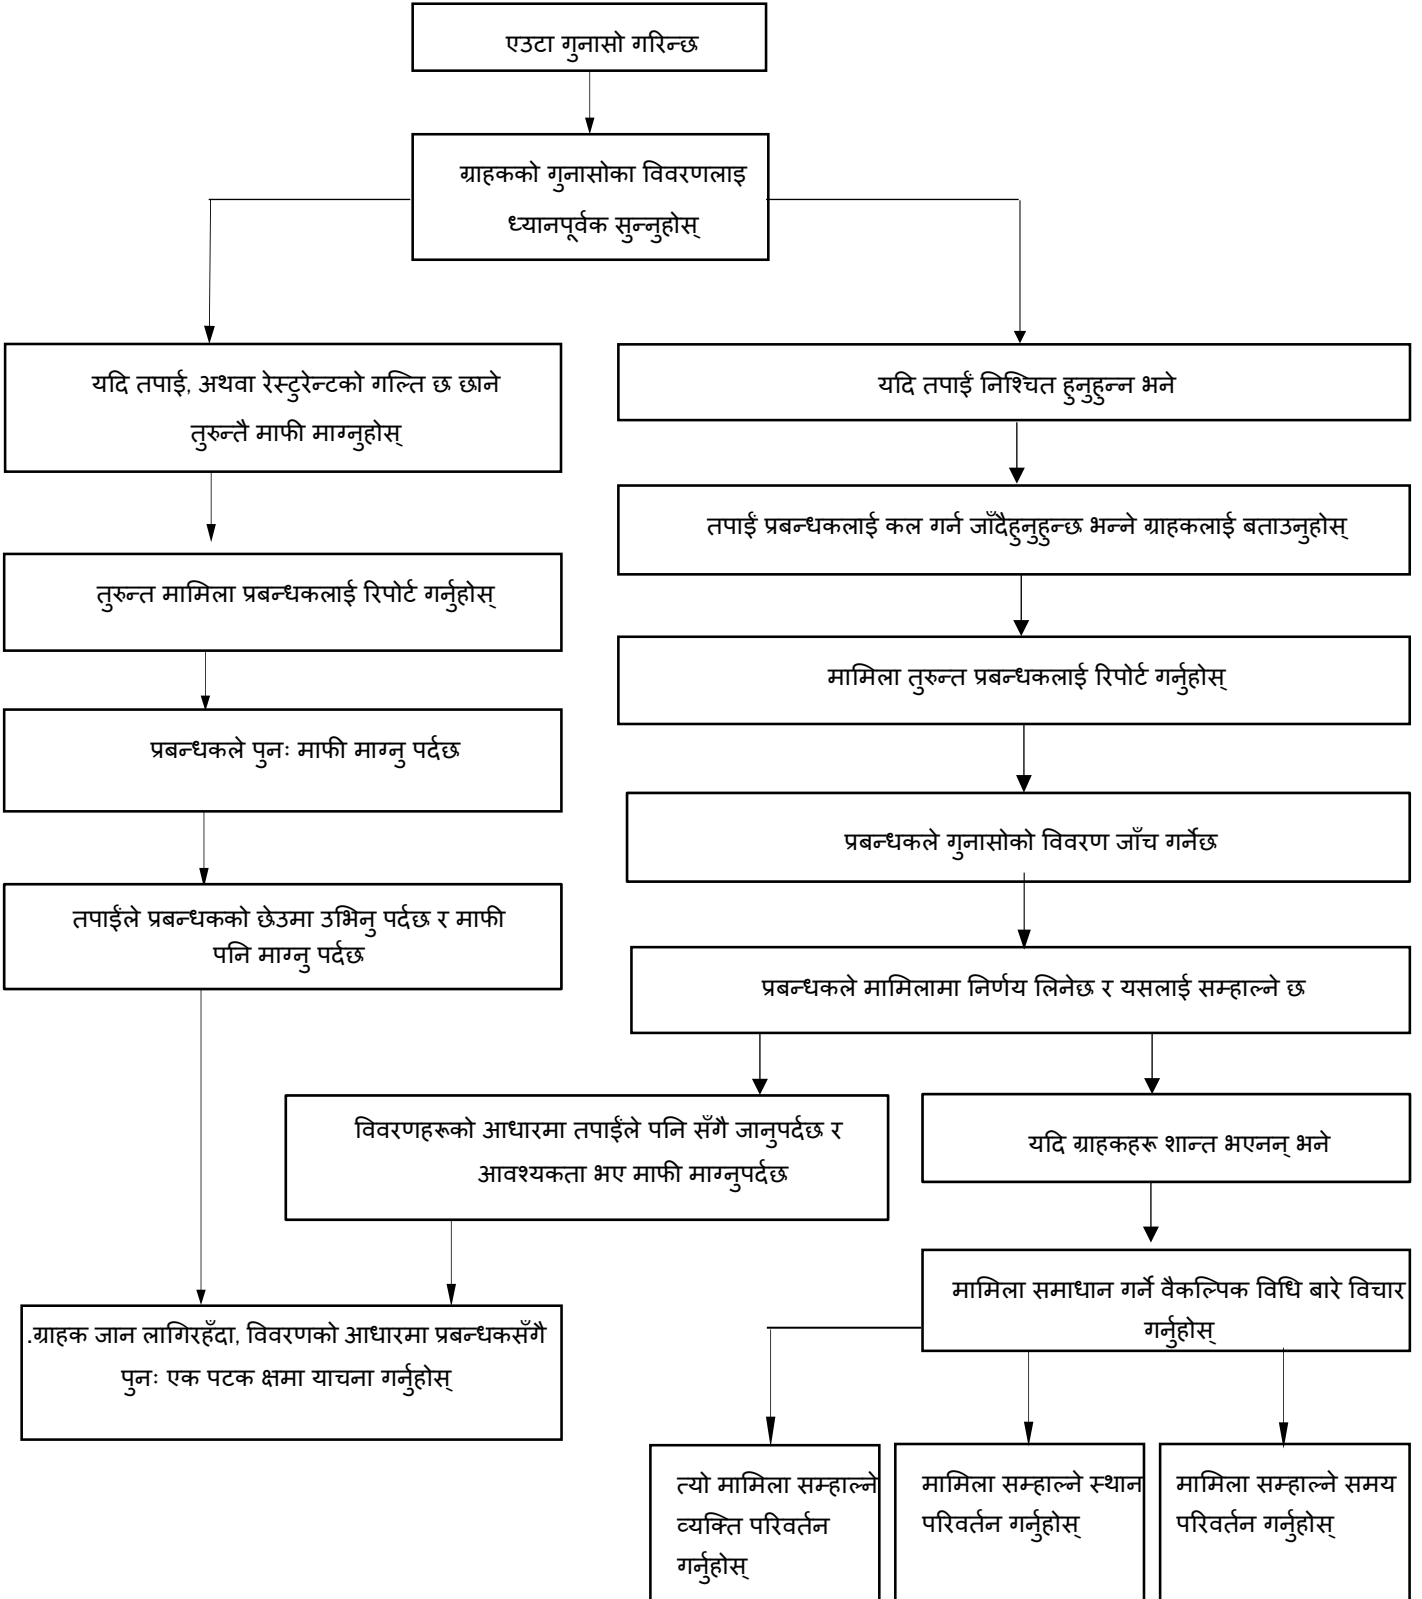 एउटा गुनासो गरिन्छ
ग्राहकको गुनासोका विवरणलाइ
ध्यानपूर्वक सुन्नुहोस्
यदि तपाई, अथवा रेस्टुरेन्टको गल्ति छ छाने
तुरुन्तै माफी माग्नुहोस्
तुरुन्त मामिला प्रबन्धकलाई रिपोर्ट गर्नुहोस्
प्रबन्धकले पुनः माफी माग्नु पर्दछ
तपाईंले प्रबन्धकको छेउमा उभिनु पर्दछ र माफी
पनि माग्नु पर्दछ
यदि तपाईं निश्चित हुनुहुन्न भने
तपाईं प्रबन्धकलाई कल गर्न जाँदैहुनुहुन्छ भन्ने ग्राहकलाई बताउनुहोस्
मामिला तुरुन्त प्रबन्धकलाई रिपोर्ट गर्नुहोस्
प्रबन्धकले गुनासोको विवरण जाँच गर्नेछ
प्रबन्धकले मामिलामा निर्णय लिनेछ र यसलाई सम्हाल्ने छ
विवरणहरूको आधारमा तपाईंले पनि सँगै जानुपर्दछ र
आवश्यकता भए माफी माग्नुपर्दछ
.ग्राहक जान लागिरहँदा, विवरणको आधारमा प्रबन्धकसँगै
पुनः एक पटक क्षमा याचना गर्नुहोस्
यदि ग्राहकहरू शान्त भएनन् भने
मामिला समाधान गर्ने वैकल्पिक विधि बारे विचार
गर्नुहोस्
त्यो मामिला सम्हाल्ने
व्यक्ति परिवर्तन
गर्नुहोस्
मामिला सम्हाल्ने स्थान
परिवर्तन गर्नुहोस्
मामिला सम्हाल्ने समय
परिवर्तन गर्नुहोस्